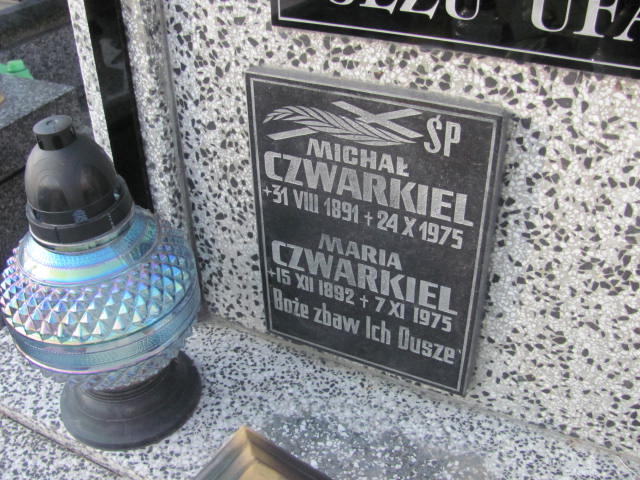 UFA
ŚP
MICHAŁ
CZWARKIEL
+31 VIII 1891 + 24 X 1975
MARIA
CZWARKIEL
+15 XII 1892 + 7 XI 1975
Boże zbaw Ich Dusze